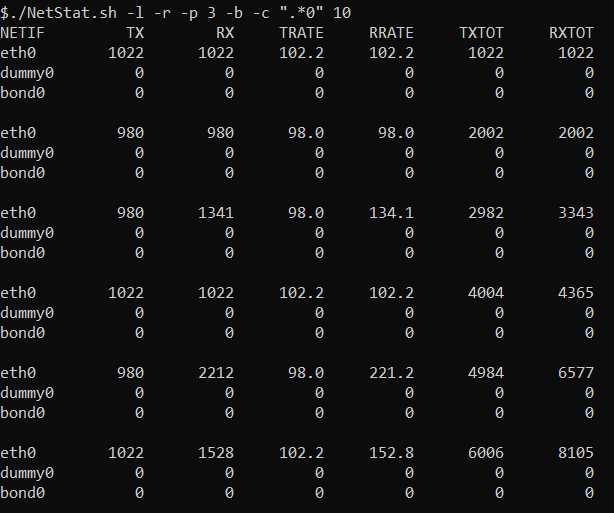 $./NetStat.sh -l -r -p 3 -b -c ".*0" 10
NETIF TX RX TRATE RRATE TXTOT RXTOT
eth0 1022 1022 102.2 102.2 1022 1022
dummy0 0 0 0 0 0 0
bond0 0 0 0 0 0 0
eth0 980 980 98.0 98.0 2002 2002
dummy0 0 0 0 0 0 0
bond0 0 0 0 0 0 0
eth0 980 1341 98.0 134.1 2982 3343
dummy0 0 0 0 0 0 0
bond0 0 0 0 0 0 0
eth0 1022 1022 102.2 102.2 4004 4365
dummy0 0 0 0 0 0 0
bond0 0 0 0 0 0 0
eth0 980 2212 98.0 221.2 4984 6577
dummy0 0 0 0 0 0 0
bond0 0 0 0 0 0 0
eth0 1022 1528 102.2 152.8 6006 8105
dummy0 0 0 0 0 0 0
bond0 0 0 0 0 0 0